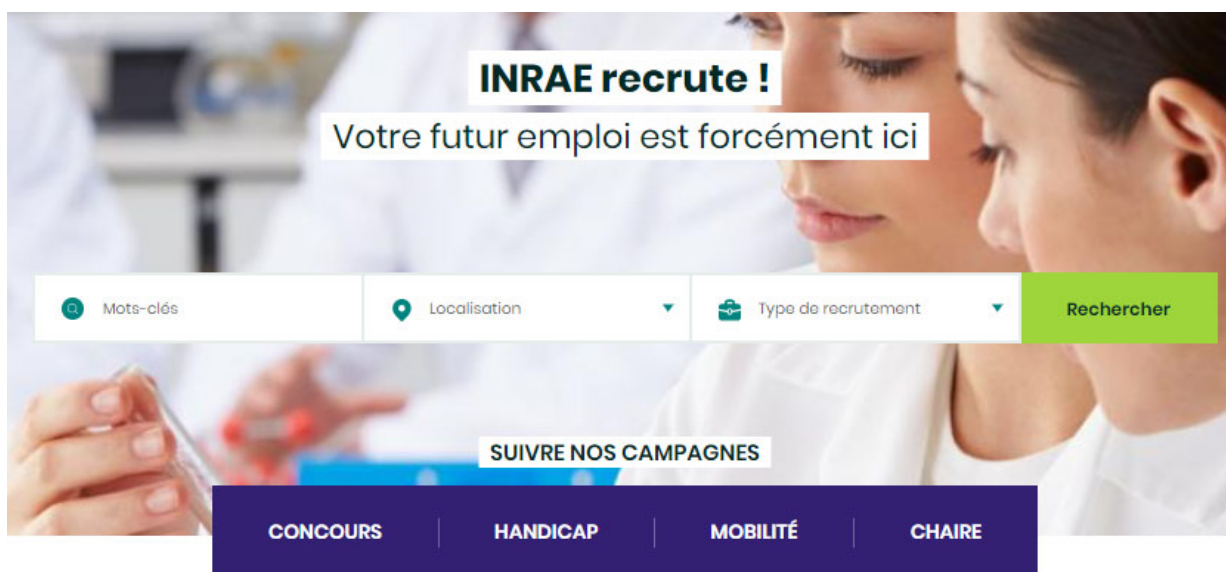 INRAE recrute !
Votre futur emploi est forcément ici
Mots-clés Localisation Type de recrutement Rechercher
SUIVRE NOS CAMPAGNES
CONCOURS HANDICAP MOBILITÉ CHAIRE